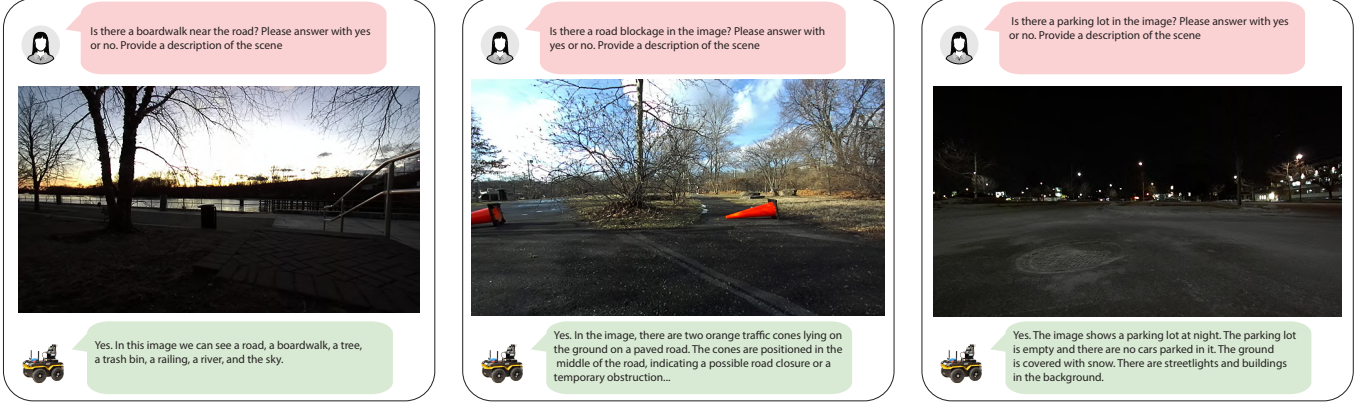 Is there a boardwalk near the road? Please answer with yes
or no. Provide a description of the scene
Yes. In this image we can see a road, a boardwalk, a tree,
a trash bin, a railing, a river, and the sky.
Is there a road blockage in the image? Please answer with
yes or no. Provide a description of the scene
Yes. In the image, there are two orange traffic cones lying on
the ground on a paved road. The cones are positioned in the
middle of the road, indicating a possible road closure or a
temporary obstruction...
Is there a parking lot in the image? Please answer with yes
or no. Provide a description of the scene
Yes. The image shows a parking lot at night. The parking lot
is empty and there are no cars parked in it. The ground
is covered with snow. There are streetlights and buildings
in the background.